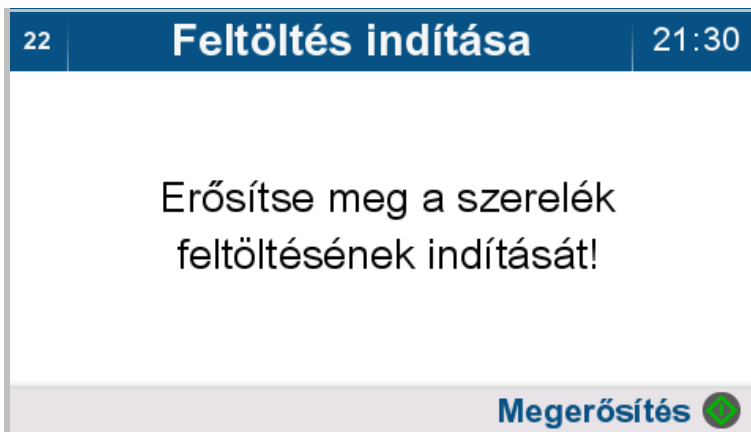 22 Feltöltés indítása 21:30
Erősítse meg a szerelék
feltöltésének indítását!
Megerősítés